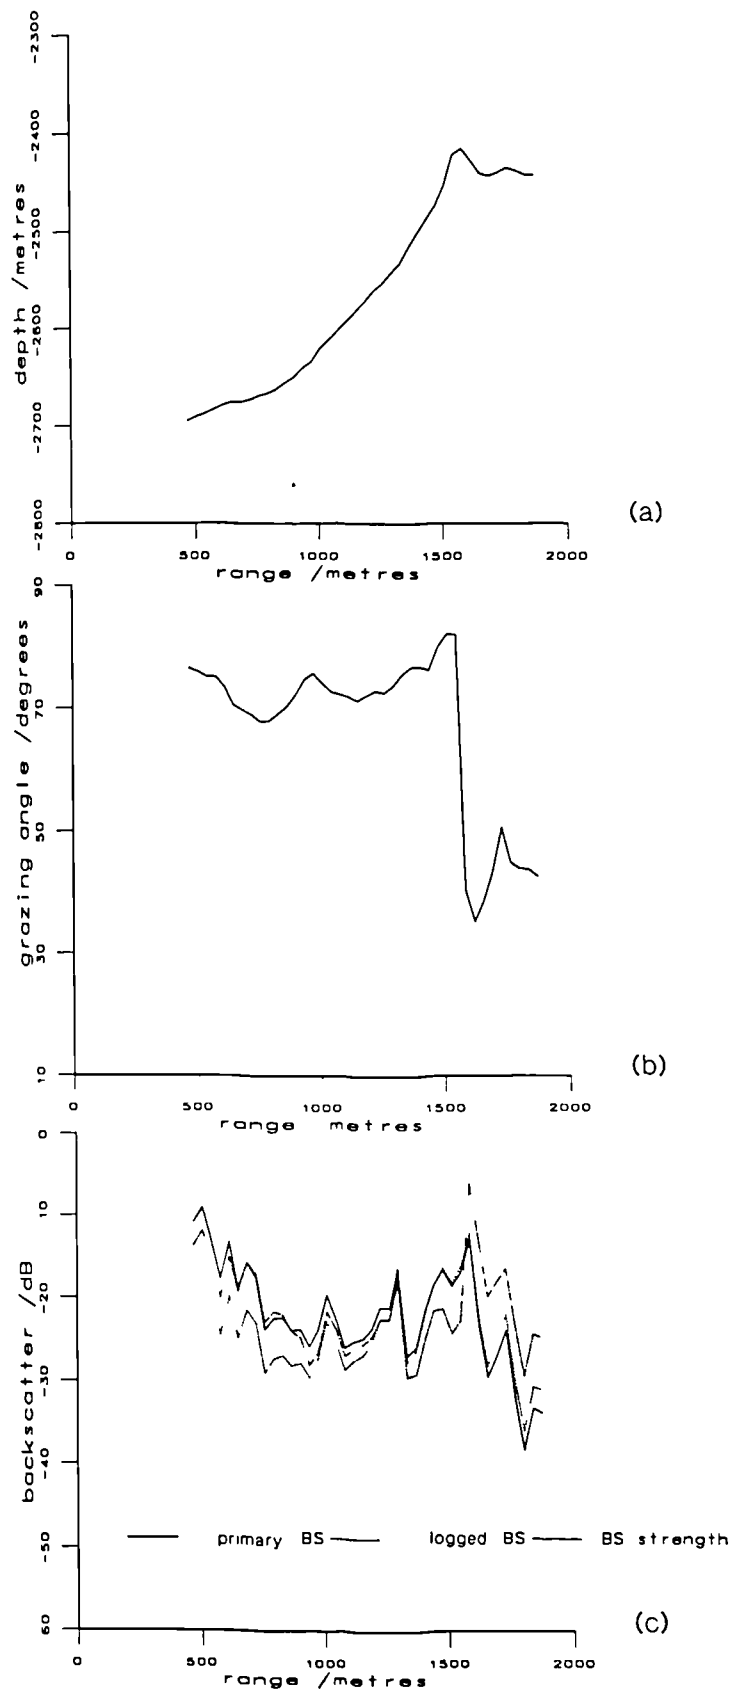 -2300
-2400
-2500
-2600
-2700
-2800
depth /metres
0 500 1000 1500 2000
range /metres
(a)
90
70
50
30
10
grazing angle /degrees
0 500 1000 1500 2000
range metres
(b)
0
-10
-20
-30
-40
-50
60
backscatter /dB
primary BS logged BS BS strength
0 500 1000 1500 2000
range /metres
(c)